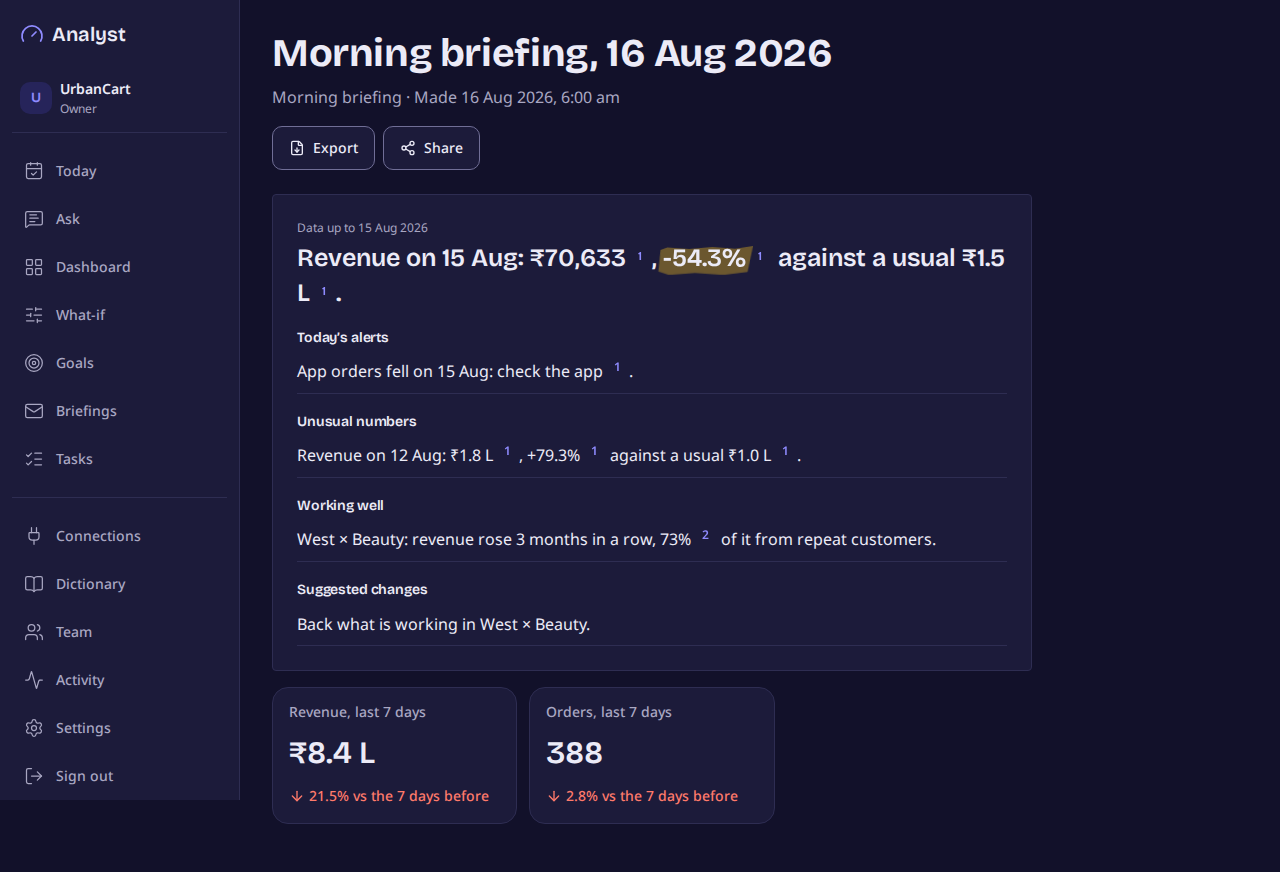 Analyst
U
UrbanCart
Owner
Today
Ask
Dashboard
What-if
Goals
Briefings
Tasks
Connections
Dictionary
Team
Activity
Settings
Sign out
Morning briefing, 16 Aug 2026
Morning briefing · Made 16 Aug 2026, 6:00 am
Export
Share
Data up to 15 Aug 2026
Revenue on 15 Aug: ₹70,633 1 , -54.3% 1 against a usual ₹1.5
L 1 .
Today's alerts
App orders fell on 15 Aug: check the app 1 .
Unusual numbers
Revenue on 12 Aug: ₹1.8 L 1 , +79.3% 1 against a usual ₹1.0 L 1 .
Working well
West × Beauty: revenue rose 3 months in a row, 73% 2 of it from repeat customers.
Suggested changes
Back what is working in West × Beauty.
Revenue, last 7 days
₹8.4 L
↓ 21.5% vs the 7 days before
Orders, last 7 days
388
↓ 2.8% vs the 7 days before